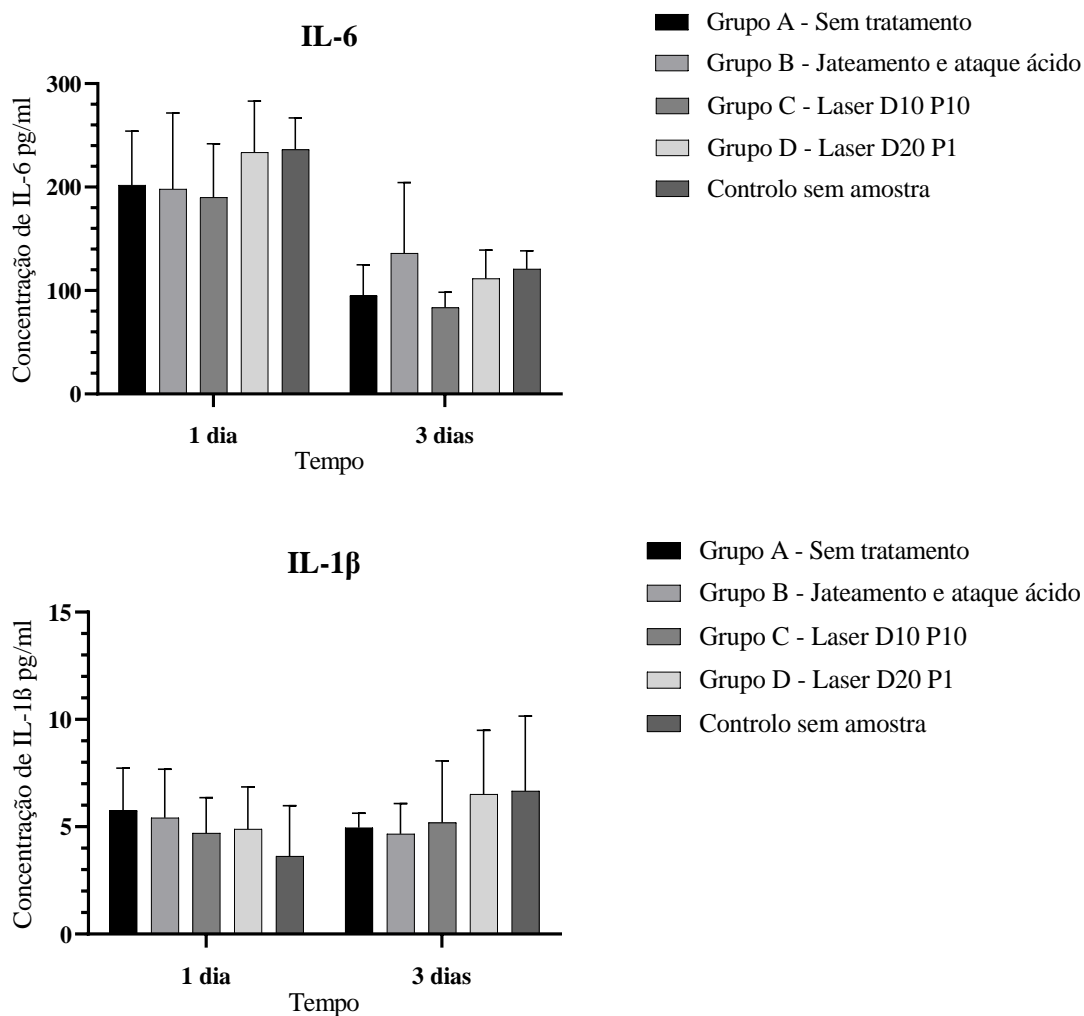 IL-6
Concentração de IL-6 pg/ml
300
200
100
0
1 dia
3 dias
Tempo
Grupo A - Sem tratamento
Grupo B - Jateamento e ataque ácido
Grupo C - Laser D10 P10
Grupo D - Laser D20 P1
Controlo sem amostra
IL-1β
Concentração de IL-1ß pg/ml
15
10
5
0
1 dia
3 dias
Tempo
Grupo A - Sem tratamento
Grupo B - Jateamento e ataque ácido
Grupo C - Laser D10 P10
Grupo D - Laser D20 P1
Controlo sem amostra